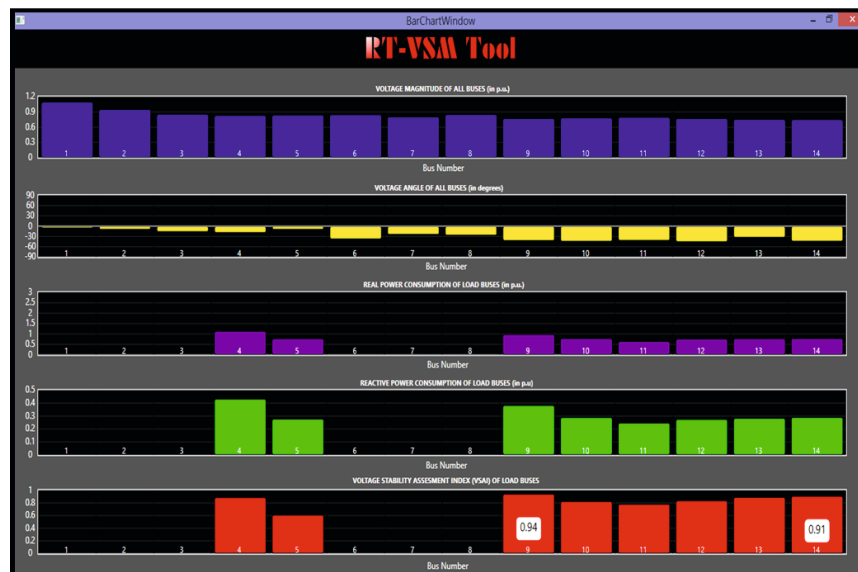 BarChartWindow
RT-VSM Tool
VOLTAGE MAGNITUDE OF ALL BUSES (in p.u.)
1.2
0.9
0.6
0.3
0
1 2 3 4 5 6 7 8 9 10 11 12 13 14
Bus Number
VOLTAGE ANGLE OF ALL BUSES (in degrees)
90
60
30
0
-30
-60
-90
1 2 3 4 5 6 7 8 9 10 11 12 13 14
Bus Number
REAL POWER CONSUMPTION OF LOAD BUSES (in p.u.)
3
2.5
2
1.5
1
0.5
0
1 2 3 4 5 6 7 8 9 10 11 12 13 14
Bus Number
REACTIVE POWER CONSUMPTION OF LOAD BUSES (in p.u)
0.5
0.4
0.3
0.2
0.1
0
1 2 3 4 5 6 7 8 9 10 11 12 13 14
Bus Number
VOLTAGE STABILITY ASSESMENT INDEX (VSAI) OF LOAD BUSES
1
0.8
0.6
0.4
0.2
0
0.94 0.91
1 2 3 4 5 6 7 8 9 10 11 12 13 14
Bus Number